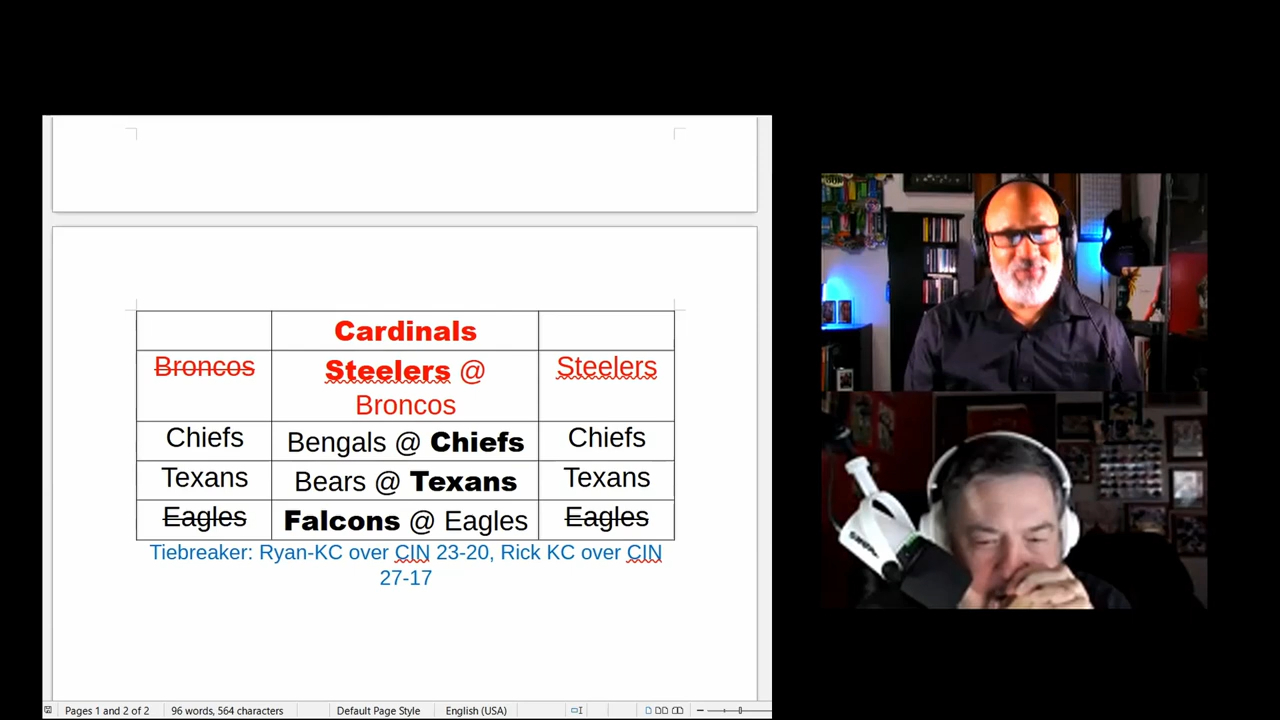 Cardinals
Broncos
Steelers @
Broncos
Steelers
Chiefs
Bengals @ Chiefs
Chiefs
Texans
Bears @ Texans
Texans
Eagles
Falcons @ Eagles
Eagles
Tiebreaker: Ryan-KC over CIN 23-20, Rick KC over CIN
27-17
Pages 1 and 2 of 2
96 words, 564 characters
Default Page Style
English (USA)